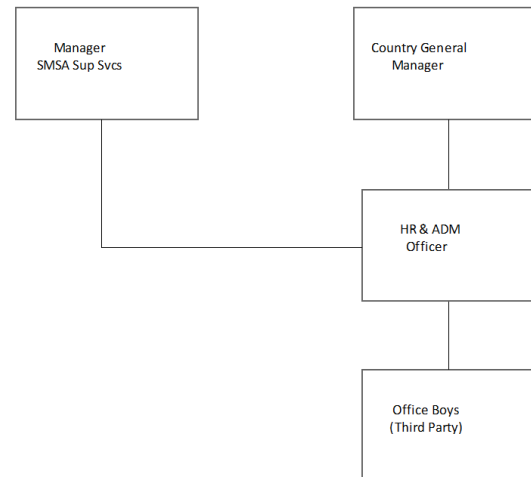 Manager
SMSA Sup Svcs
Country General
Manager
HR & ADM
Officer
Office Boys
(Third Party)